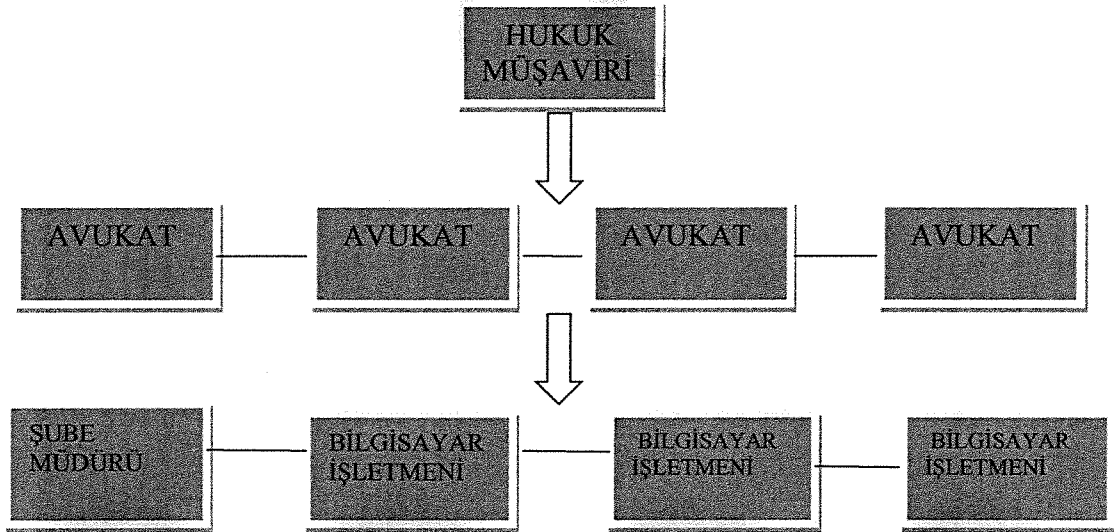 HUKUK
MÜŞAVİRİ
AVUKAT
AVUKAT
AVUKAT
AVUKAT
ŞUBE
MÜDÜRÜ
BİLGİSAYAR
İŞLETMENİ
BİLGİSAYAR
İŞLETMENİ
BİLGİSAYAR
İŞLETMENİ